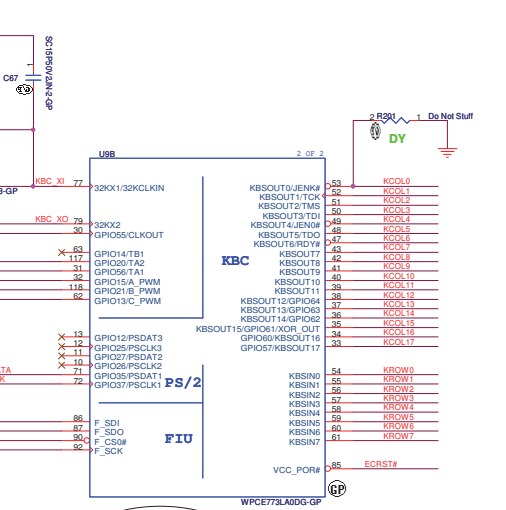 SC15P50V2JN-2-GP
1
C67
2
R201
1
Do Not Stuff
DY
U9B
2 OF 2
KBC_XI 77 32KX1/32KCLKIN
3-GP
KBC_XO 79 32KX2
30 GPIO55/CLKOUT
63 GPIO14/TB1
117 GPIO20/TA2
31 GPIO56/TA1
32 GPIO15/A_PWM
118 GPIO21/B_PWM
62 GPIO13/C_PWM
13 GPIO12/PSDAT3
12 GPIO25/PSCLK3
11 GPIO27/PSDAT2
10 GPIO26/PSCLK2
TA 71 GPIO35/PSDAT1
K 72 GPIO37/PSCLK1
86 F_SDI
87 F_SDO
90 F_CS0#
92 F_SCK
KBC
PS/2
FIU
KBSOUT0/JENK# 53 KCOL0
KBSOUT1/TCK 52 KCOL1
KBSOUT2/TMS 51 KCOL2
KBSOUT3/TDI 50 KCOL3
KBSOUT4/JEN0# 49 KCOL4
KBSOUT5/TDO 48 KCOL5
KBSOUT6/RDY# 47 KCOL6
KBSOUT7 43 KCOL7
KBSOUT8 42 KCOL8
KBSOUT9 41 KCOL9
KBSOUT10 40 KCOL10
KBSOUT11 39 KCOL11
KBSOUT12/GPIO64 38 KCOL12
KBSOUT13/GPIO63 37 KCOL13
KBSOUT14/GPIO62 36 KCOL14
KBSOUT15/GPIO61/XOR_OUT 35 KCOL15
GPIO60/KBSOUT16 34 KCOL16
GPIO57/KBSOUT17 33 KCOL17
KBSIN0 54 KROW0
KBSIN1 55 KROW1
KBSIN2 56 KROW2
KBSIN3 57 KROW3
KBSIN4 58 KROW4
KBSIN5 59 KROW5
KBSIN6 60 KROW6
KBSIN7 61 KROW7
VCC_POR# 85 ECRST#
GP
WPCE773LA0DG-GP